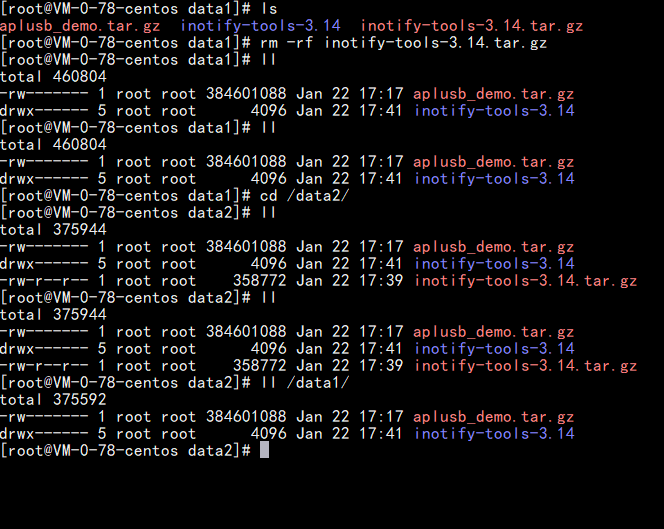 [root@VM-0-78-centos data1]# ls
aplusb_demo.tar.gz  inotify-tools-3.14  inotify-tools-3.14.tar.gz
[root@VM-0-78-centos data1]# rm -rf inotify-tools-3.14.tar.gz
[root@VM-0-78-centos data1]# ll
total 460804
-rw------- 1 root root 384601088 Jan 22 17:17 aplusb_demo.tar.gz
drwx------ 5 root root      4096 Jan 22 17:41 inotify-tools-3.14
[root@VM-0-78-centos data1]# ll
total 460804
-rw------- 1 root root 384601088 Jan 22 17:17 aplusb_demo.tar.gz
drwx------ 5 root root      4096 Jan 22 17:41 inotify-tools-3.14
[root@VM-0-78-centos data1]# cd /data2/
[root@VM-0-78-centos data2]# ll
total 375944
-rw------- 1 root root 384601088 Jan 22 17:17 aplusb_demo.tar.gz
drwx------ 5 root root      4096 Jan 22 17:41 inotify-tools-3.14
-rw-r--r-- 1 root root    358772 Jan 22 17:39 inotify-tools-3.14.tar.gz
[root@VM-0-78-centos data2]# ll
total 375944
-rw------- 1 root root 384601088 Jan 22 17:17 aplusb_demo.tar.gz
drwx------ 5 root root      4096 Jan 22 17:41 inotify-tools-3.14
-rw-r--r-- 1 root root    358772 Jan 22 17:39 inotify-tools-3.14.tar.gz
[root@VM-0-78-centos data2]# ll /data1/
total 375592
-rw------- 1 root root 384601088 Jan 22 17:17 aplusb_demo.tar.gz
drwx------ 5 root root      4096 Jan 22 17:41 inotify-tools-3.14
[root@VM-0-78-centos data2]#